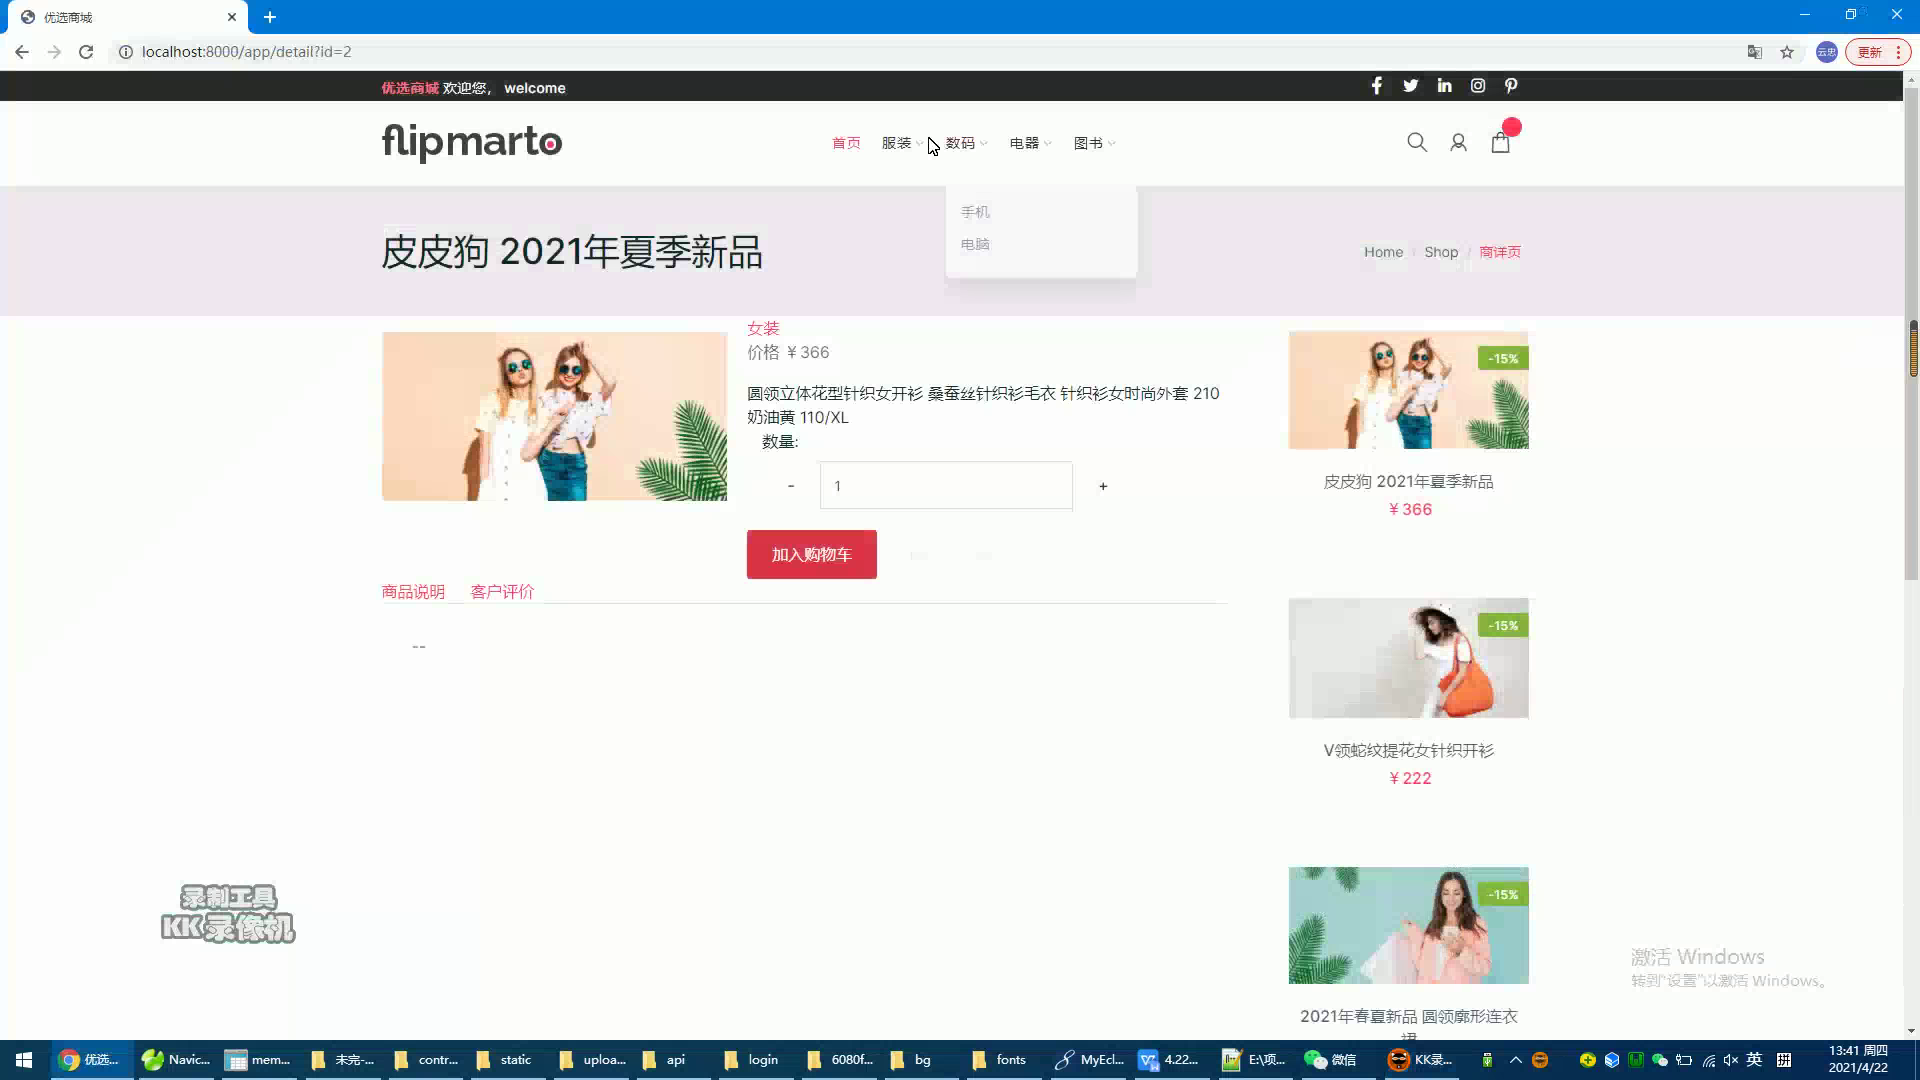 优选商城
localhost:8000/app/detail?id=2
云忠
更新
优选商城 欢迎您， welcome
flipmarto
首页 服装 数码 电器 图书
手机
电脑
皮皮狗 2021年夏季新品
Home / Shop / 商详页
女装
价格 ￥366
圆领立体花型针织女开衫 桑蚕丝针织衫毛衣 针织衫女时尚外套 210
奶油黄 110/XL
数量:
- 1 +
加入购物车
商品说明 客户评价
--
-15%
皮皮狗 2021年夏季新品
￥366
-15%
V领蛇纹提花女针织开衫
￥222
-15%
2021年春夏新品 圆领廓形连衣
裙
录制工具
KK录像机
激活 Windows
转到"设置"以激活 Windows。
优选... Navic... mem... 未完-... contr... static uploa... api login 6080f... bg fonts MyEcl... 4.22... E:\项... 微信 KK录... 英 拼
13:41 周四
2021/4/22